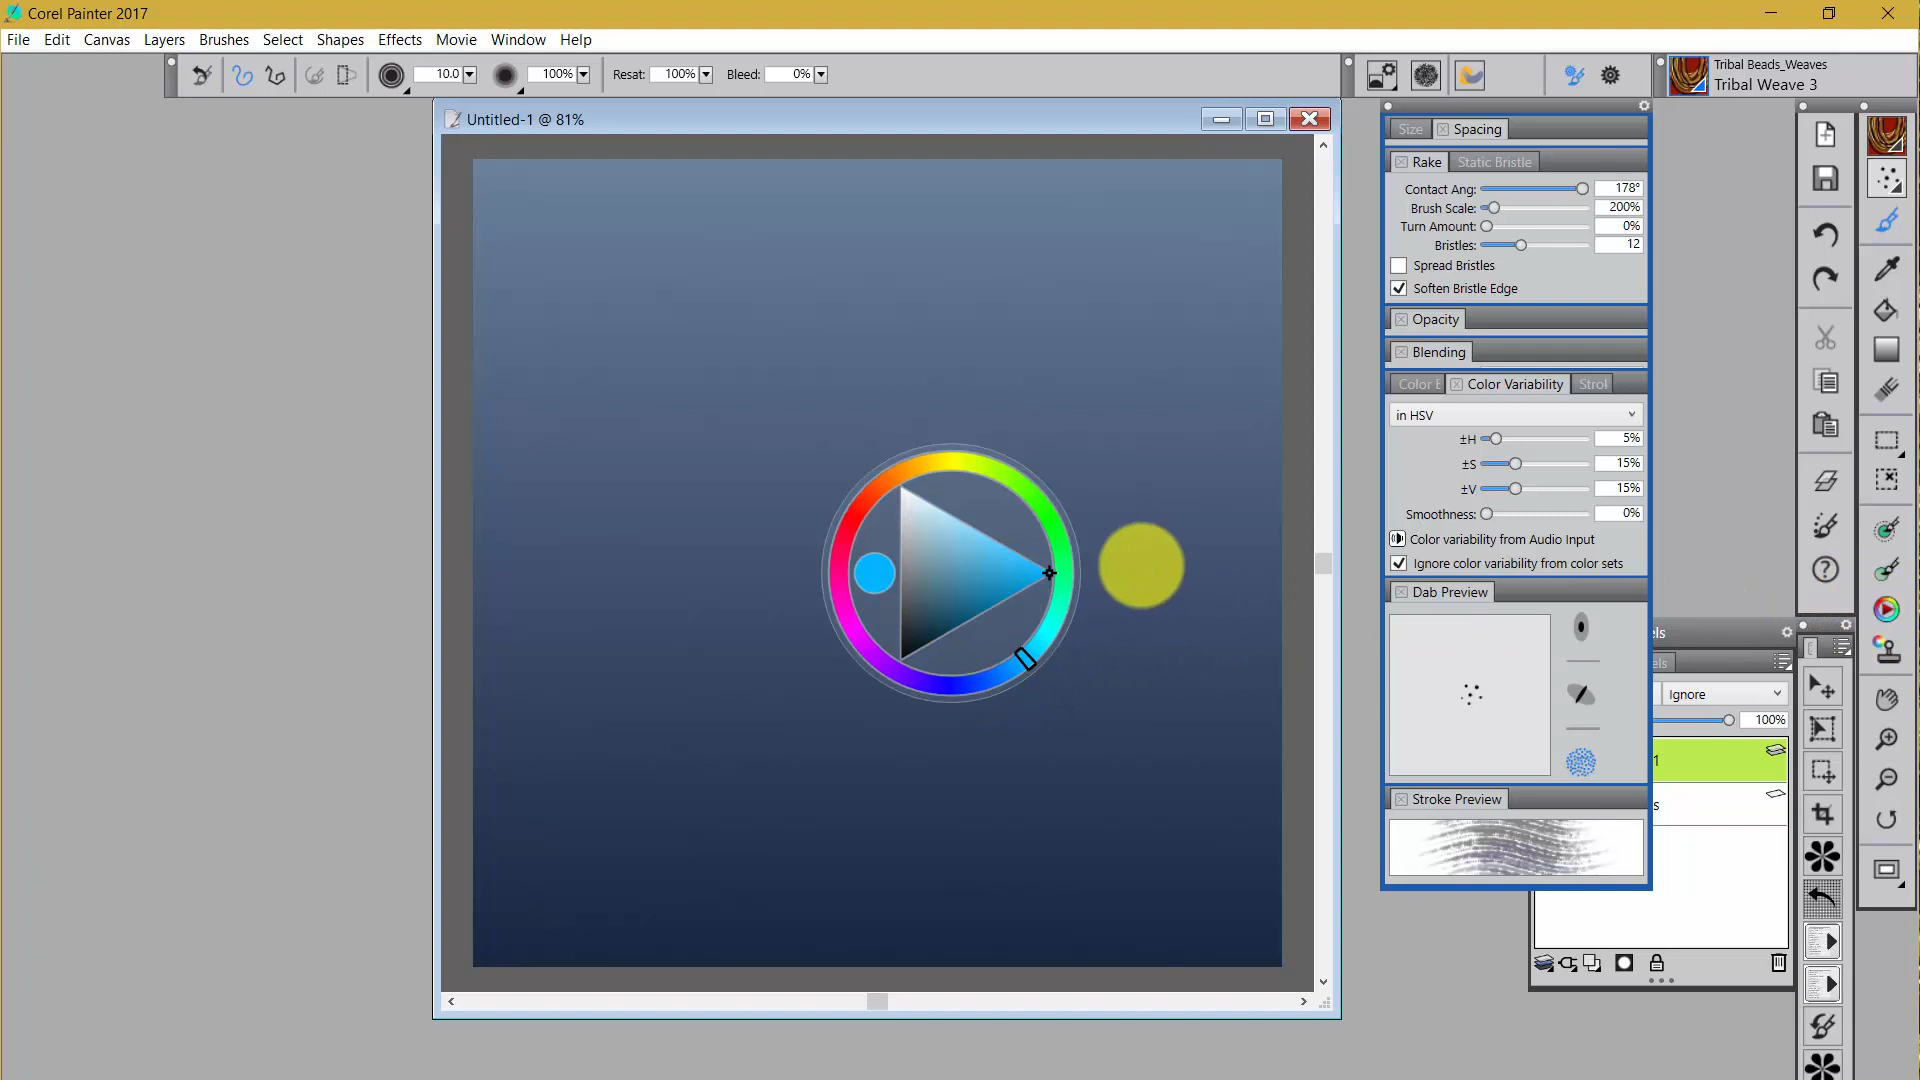 Corel Painter 2017
File Edit Canvas Layers Brushes Select Shapes Effects Movie Window Help
10.0 100% Resat: 100% Bleed: 0%
Tribal Beads_Weaves
Tribal Weave 3
Untitled-1 @ 81%
Size Spacing
Rake Static Bristle
Contact Ang: 178°
Brush Scale: 200%
Turn Amount: 0%
Bristles: 12
Spread Bristles
Soften Bristle Edge
Opacity
Blending
Color E Color Variability Strol
in HSV
±H 5%
±S 15%
±V 15%
Smoothness: 0%
Color variability from Audio Input
Ignore color variability from color sets
Dab Preview
els
els
Ignore
100%
1
s
Stroke Preview